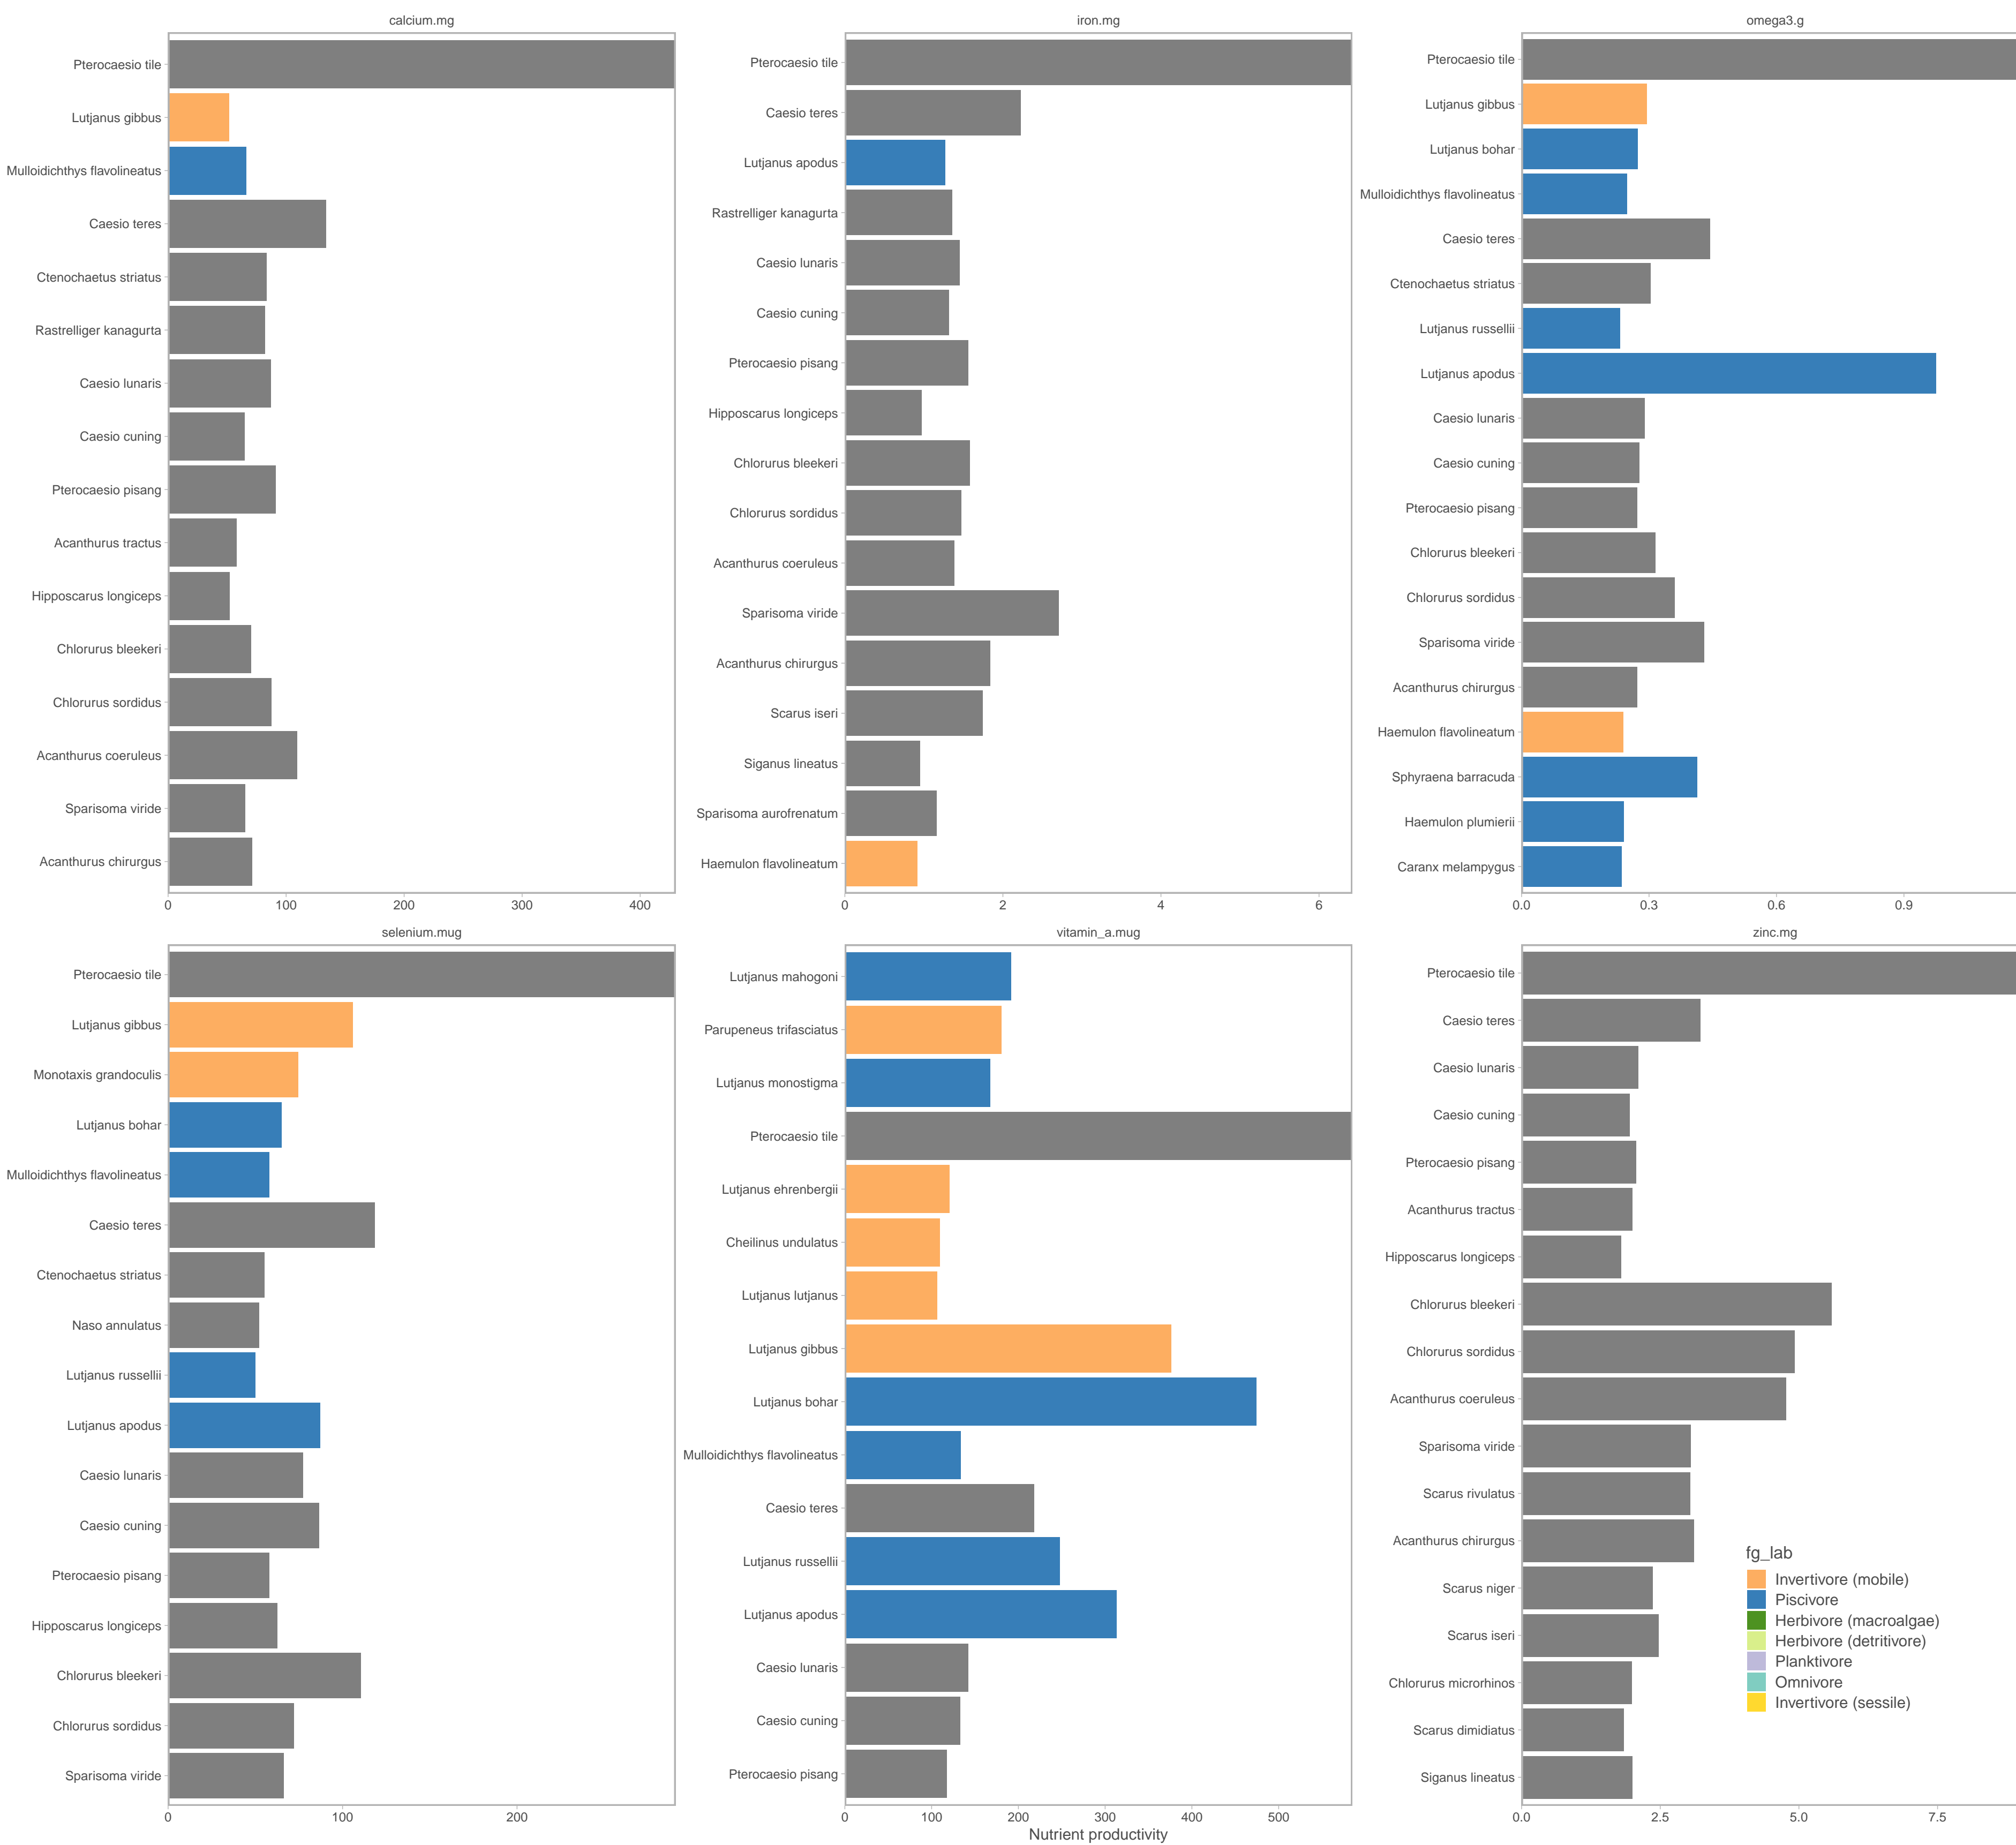 calcium.mg
Pterocaesio tile
Lutjanus gibbus
Mulloidichthys flavolineatus
Caesio teres
Ctenochaetus striatus
Rastrelliger kanagurta
Caesio lunaris
Caesio cuning
Pterocaesio pisang
Acanthurus tractus
Hipposcarus longiceps
Chlorurus bleekeri
Chlorurus sordidus
Acanthurus coeruleus
Sparisoma viride
Acanthurus chirurgus
0 100 200 300 400
iron.mg
Pterocaesio tile
Caesio teres
Lutjanus apodus
Rastrelliger kanagurta
Caesio lunaris
Caesio cuning
Pterocaesio pisang
Hipposcarus longiceps
Chlorurus bleekeri
Chlorurus sordidus
Acanthurus coeruleus
Sparisoma viride
Acanthurus chirurgus
Scarus iseri
Siganus lineatus
Sparisoma aurofrenatum
Haemulon flavolineatum
0 2 4 6
omega3.g
Pterocaesio tile
Lutjanus gibbus
Lutjanus bohar
Mulloidichthys flavolineatus
Caesio teres
Ctenochaetus striatus
Lutjanus russellii
Lutjanus apodus
Caesio lunaris
Caesio cuning
Pterocaesio pisang
Chlorurus bleekeri
Chlorurus sordidus
Sparisoma viride
Acanthurus chirurgus
Haemulon flavolineatum
Sphyraena barracuda
Haemulon plumierii
Caranx melampygus
0.0 0.3 0.6 0.9
selenium.mug
Pterocaesio tile
Lutjanus gibbus
Monotaxis grandoculis
Lutjanus bohar
Mulloidichthys flavolineatus
Caesio teres
Ctenochaetus striatus
Naso annulatus
Lutjanus russellii
Lutjanus apodus
Caesio lunaris
Caesio cuning
Pterocaesio pisang
Hipposcarus longiceps
Chlorurus bleekeri
Chlorurus sordidus
Sparisoma viride
0 100 200
vitamin_a.mug
Lutjanus mahogoni
Parupeneus trifasciatus
Lutjanus monostigma
Pterocaesio tile
Lutjanus ehrenbergii
Cheilinus undulatus
Lutjanus lutjanus
Lutjanus gibbus
Lutjanus bohar
Mulloidichthys flavolineatus
Caesio teres
Lutjanus russellii
Lutjanus apodus
Caesio lunaris
Caesio cuning
Pterocaesio pisang
0 100 200 300 400 500
Nutrient productivity
zinc.mg
Pterocaesio tile
Caesio teres
Caesio lunaris
Caesio cuning
Pterocaesio pisang
Acanthurus tractus
Hipposcarus longiceps
Chlorurus bleekeri
Chlorurus sordidus
Acanthurus coeruleus
Sparisoma viride
Scarus rivulatus
Acanthurus chirurgus
Scarus niger
Scarus iseri
Chlorurus microrhinos
Scarus dimidiatus
Siganus lineatus
0.0 2.5 5.0 7.5
fg_lab
Invertivore (mobile)
Piscivore
Herbivore (macroalgae)
Herbivore (detritivore)
Planktivore
Omnivore
Invertivore (sessile)